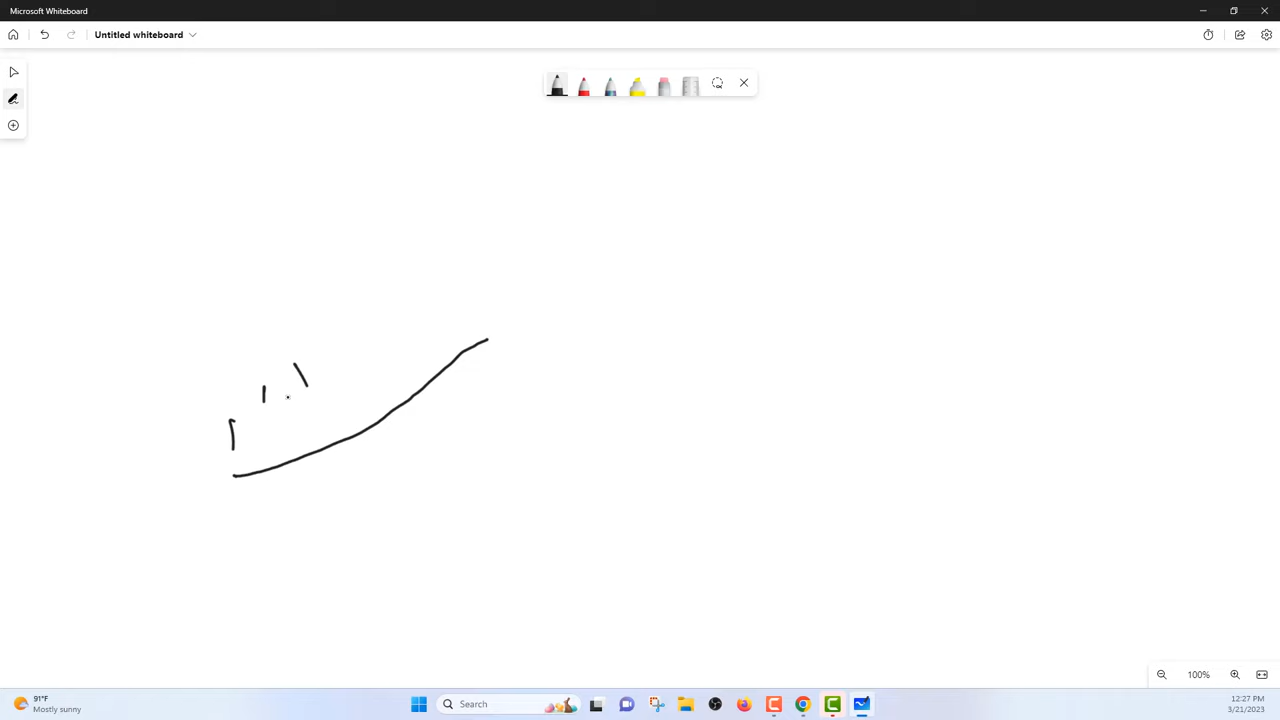 Microsoft Whiteboard
Untitled whiteboard
100%
91°F
Mostly sunny
Search
12:27 PM
3/21/2023